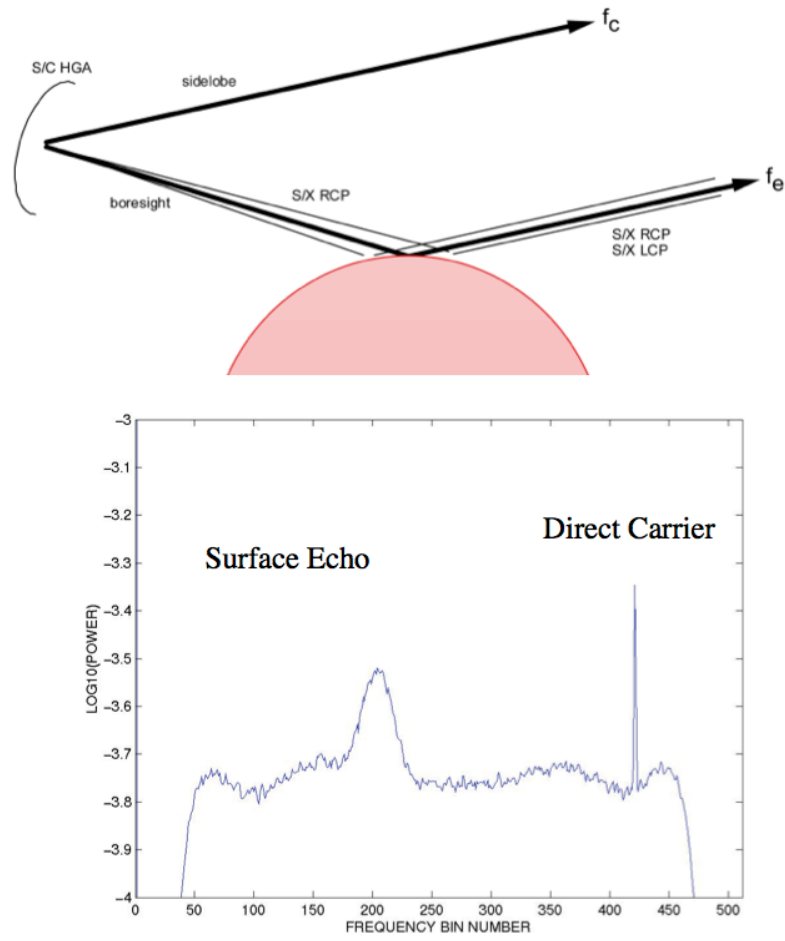 f_c
S/C HGA
sidelobe
f_e
S/X RCP
boresight
S/X RCP
S/X LCP
−3
−3.1
−3.2
Direct Carrier
Surface Echo
−3.3
−3.4
−3.5
LOG10(POWER)
−3.6
−3.7
−3.8
−3.9
−4
0 50 100 150 200 250 300 350 400 450 500
FREQUENCY BIN NUMBER